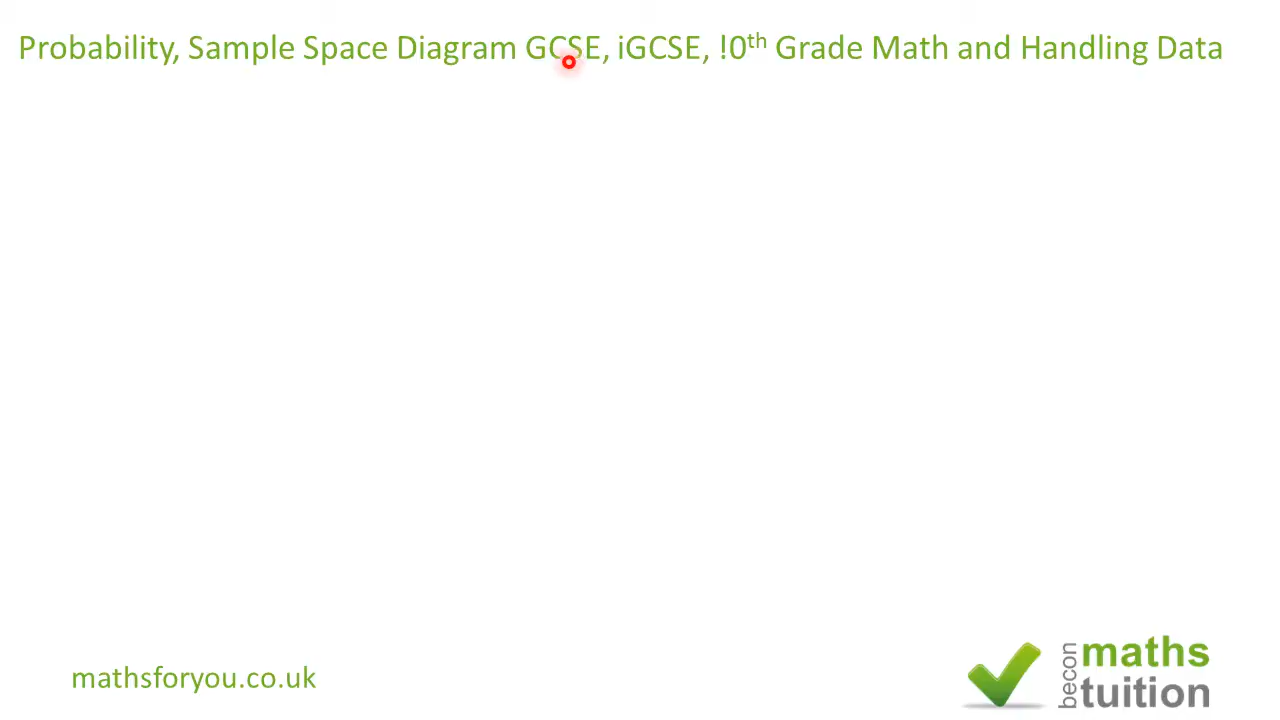 Probability, Sample Space Diagram GCSE, iGCSE, !0th Grade Math and Handling Data
mathsforyou.co.uk
becon
maths
tuition